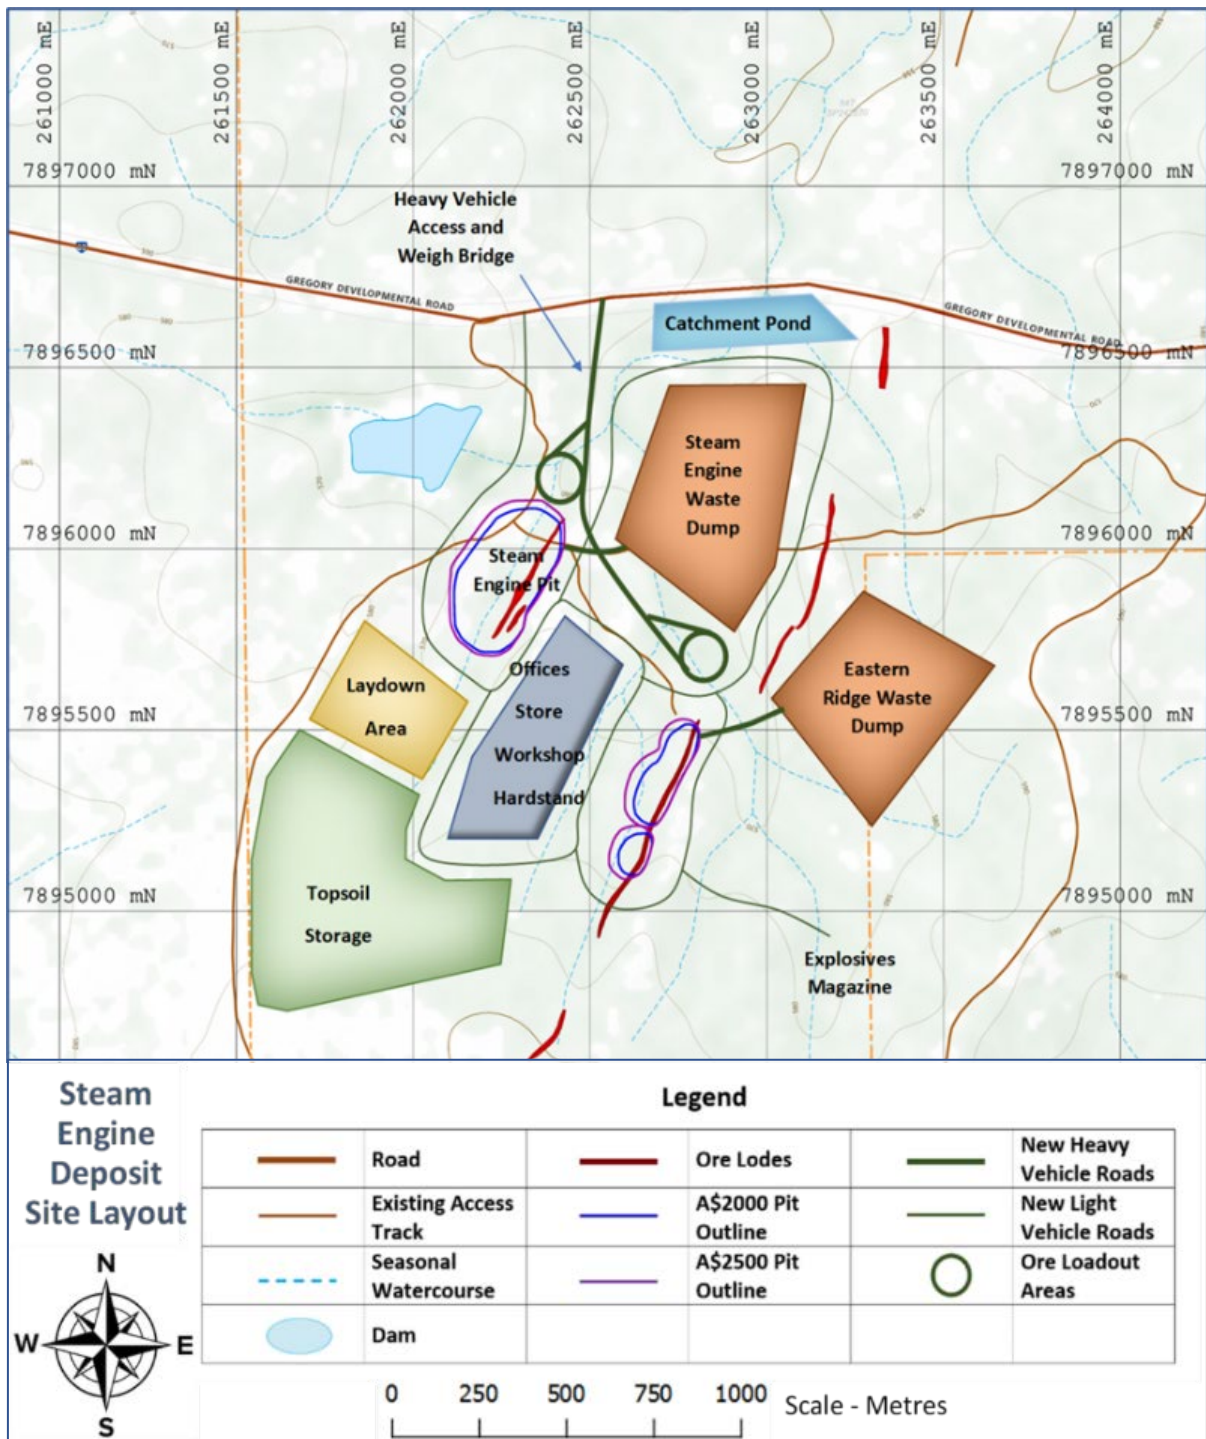 261000 mE
261500 mE
262000 mE
262500 mE
263000 mE
263500 mE
264000 mE
7897000 mN
7897000 mN
Heavy Vehicle
Access and
Weigh Bridge
GREGORY DEVELOPMENTAL ROAD
Catchment Pond
GREGORY DEVELOPMENTAL ROAD
7896500 mN
7896500 mN
Steam
Engine
Waste
Dump
7896000 mN
7896000 mN
Steam
Engine Pit
Laydown
Area
Offices
Store
Workshop
Hardstand
Eastern
Ridge Waste
Dump
7895500 mN
7895500 mN
Topsoil
Storage
7895000 mN
7895000 mN
Explosives
Magazine
Steam
Engine
Deposit
Site Layout
N
W
E
S
Legend
Road
Ore Lodes
New Heavy
Vehicle Roads
Existing Access
Track
A$2000 Pit
Outline
New Light
Vehicle Roads
Seasonal
Watercourse
A$2500 Pit
Outline
Ore Loadout
Areas
Dam
0 250 500 750 1000
Scale - Metres